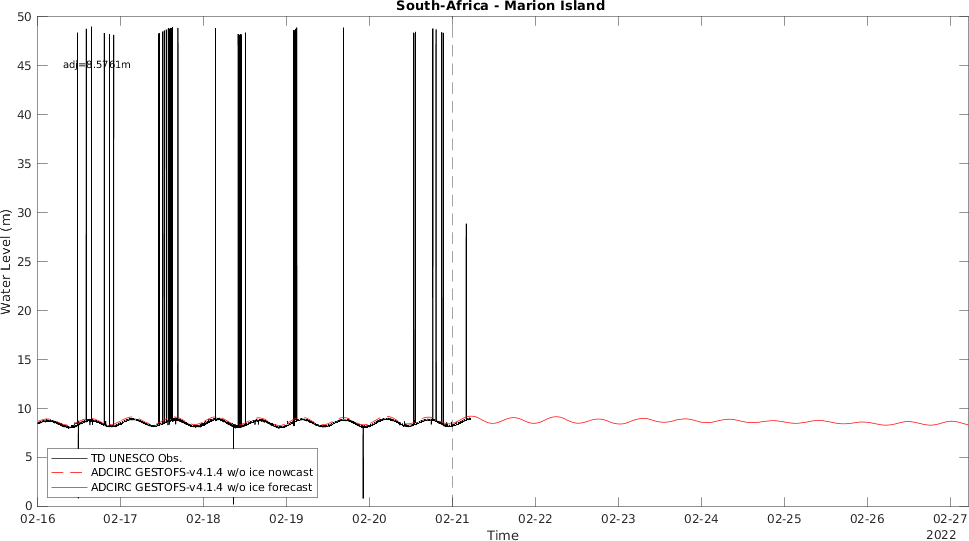 South-Africa - Marion Island
50
45
40
35
30
25
20
15
10
5
0
adj=8.5761m
Water Level (m)
TD UNESCO Obs.
ADCIRC GESTOFS-v4.1.4 w/o ice nowcast
ADCIRC GESTOFS-v4.1.4 w/o ice forecast
02-16 02-17 02-18 02-19 02-20 02-21 02-22 02-23 02-24 02-25 02-26 02-27
Time
2022